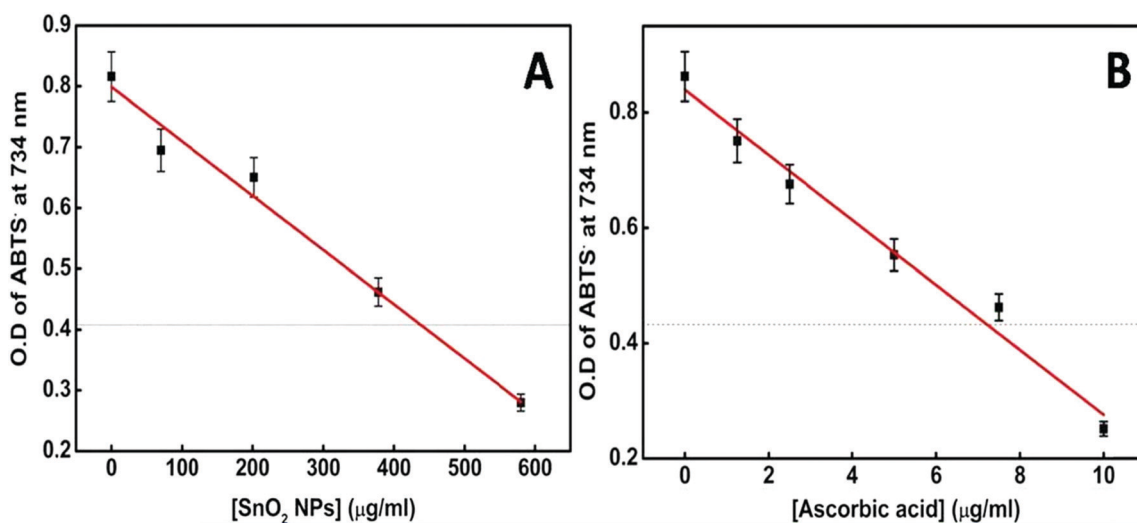 A
O.D of ABTS· at 734 nm
0.9
0.8
0.7
0.6
0.5
0.4
0.3
0.2
0 100 200 300 400 500 600
[SnO₂ NPs] (μg/ml)
B
O.D of ABTS· at 734 nm
0.8
0.6
0.4
0.2
0 2 4 6 8 10
[Ascorbic acid] (μg/ml)